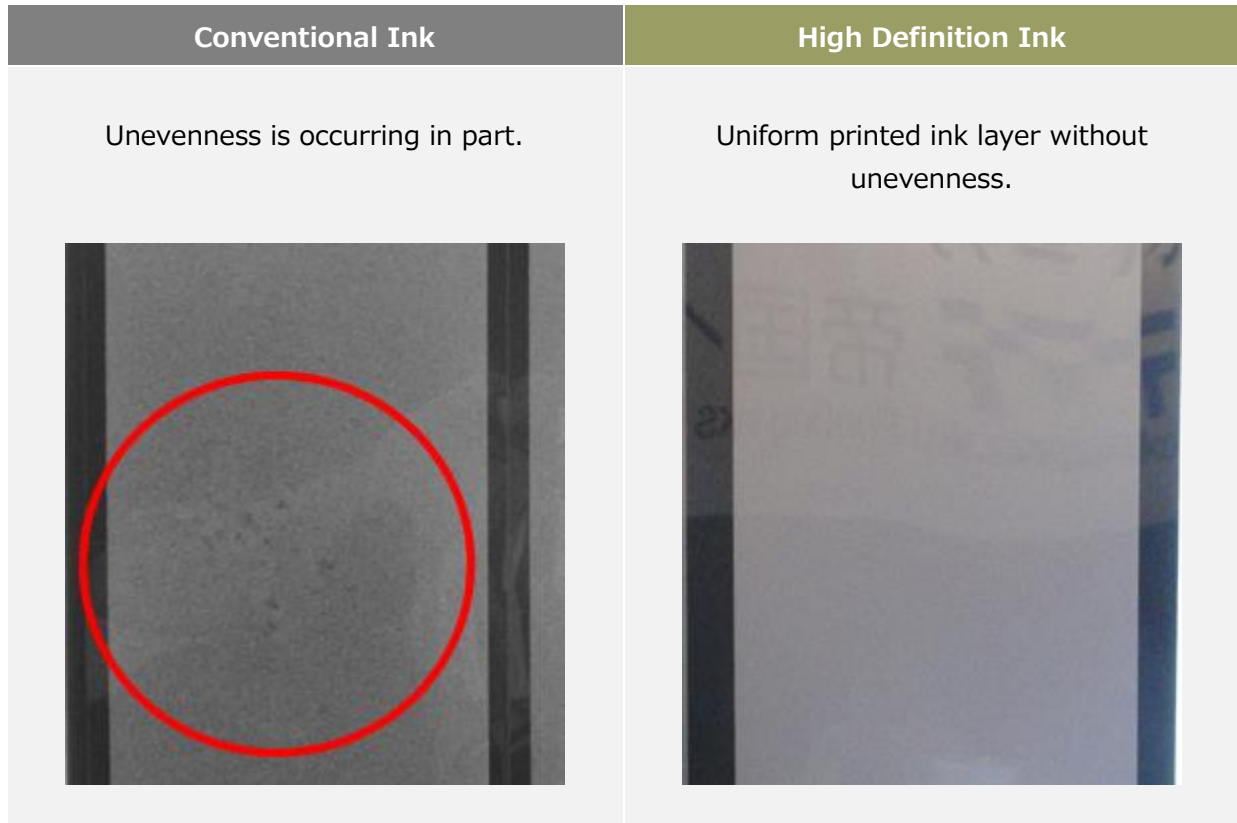 Conventional Ink
High Definition Ink
Unevenness is occurring in part.
Uniform printed ink layer without
unevenness.